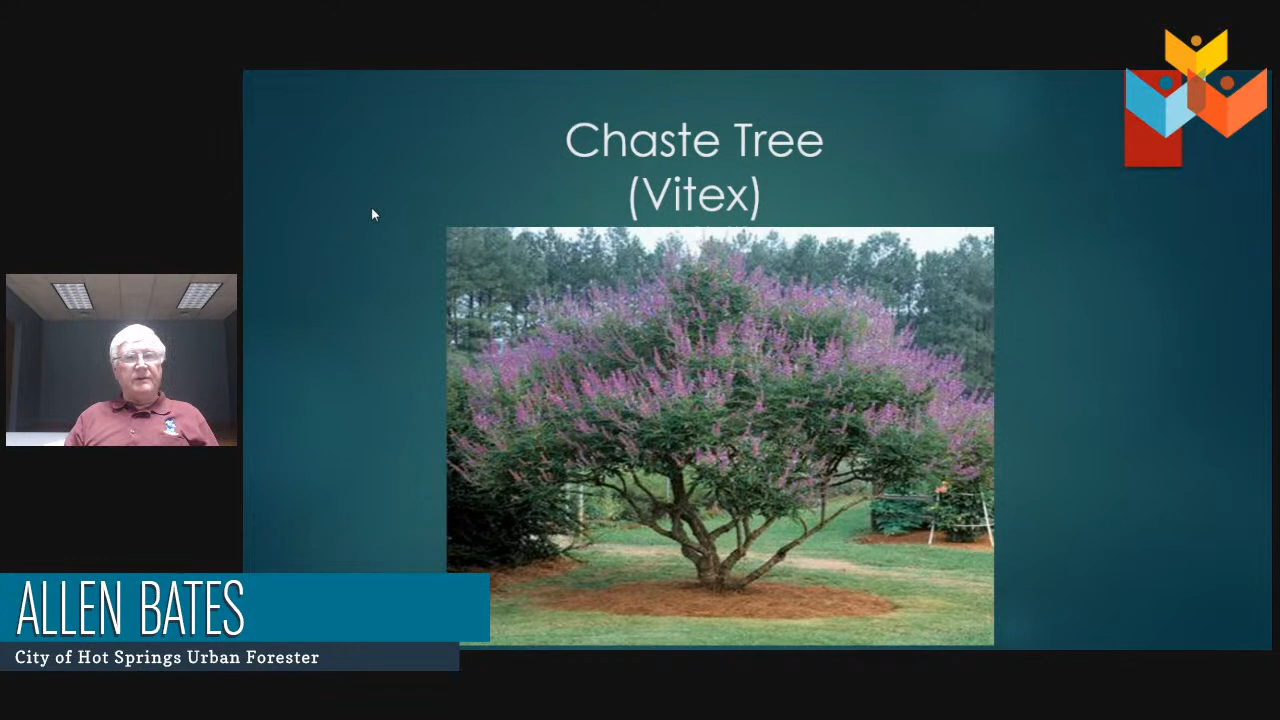 Chaste Tree
(Vitex)
ALLEN BATES
City of Hot Springs Urban Forester